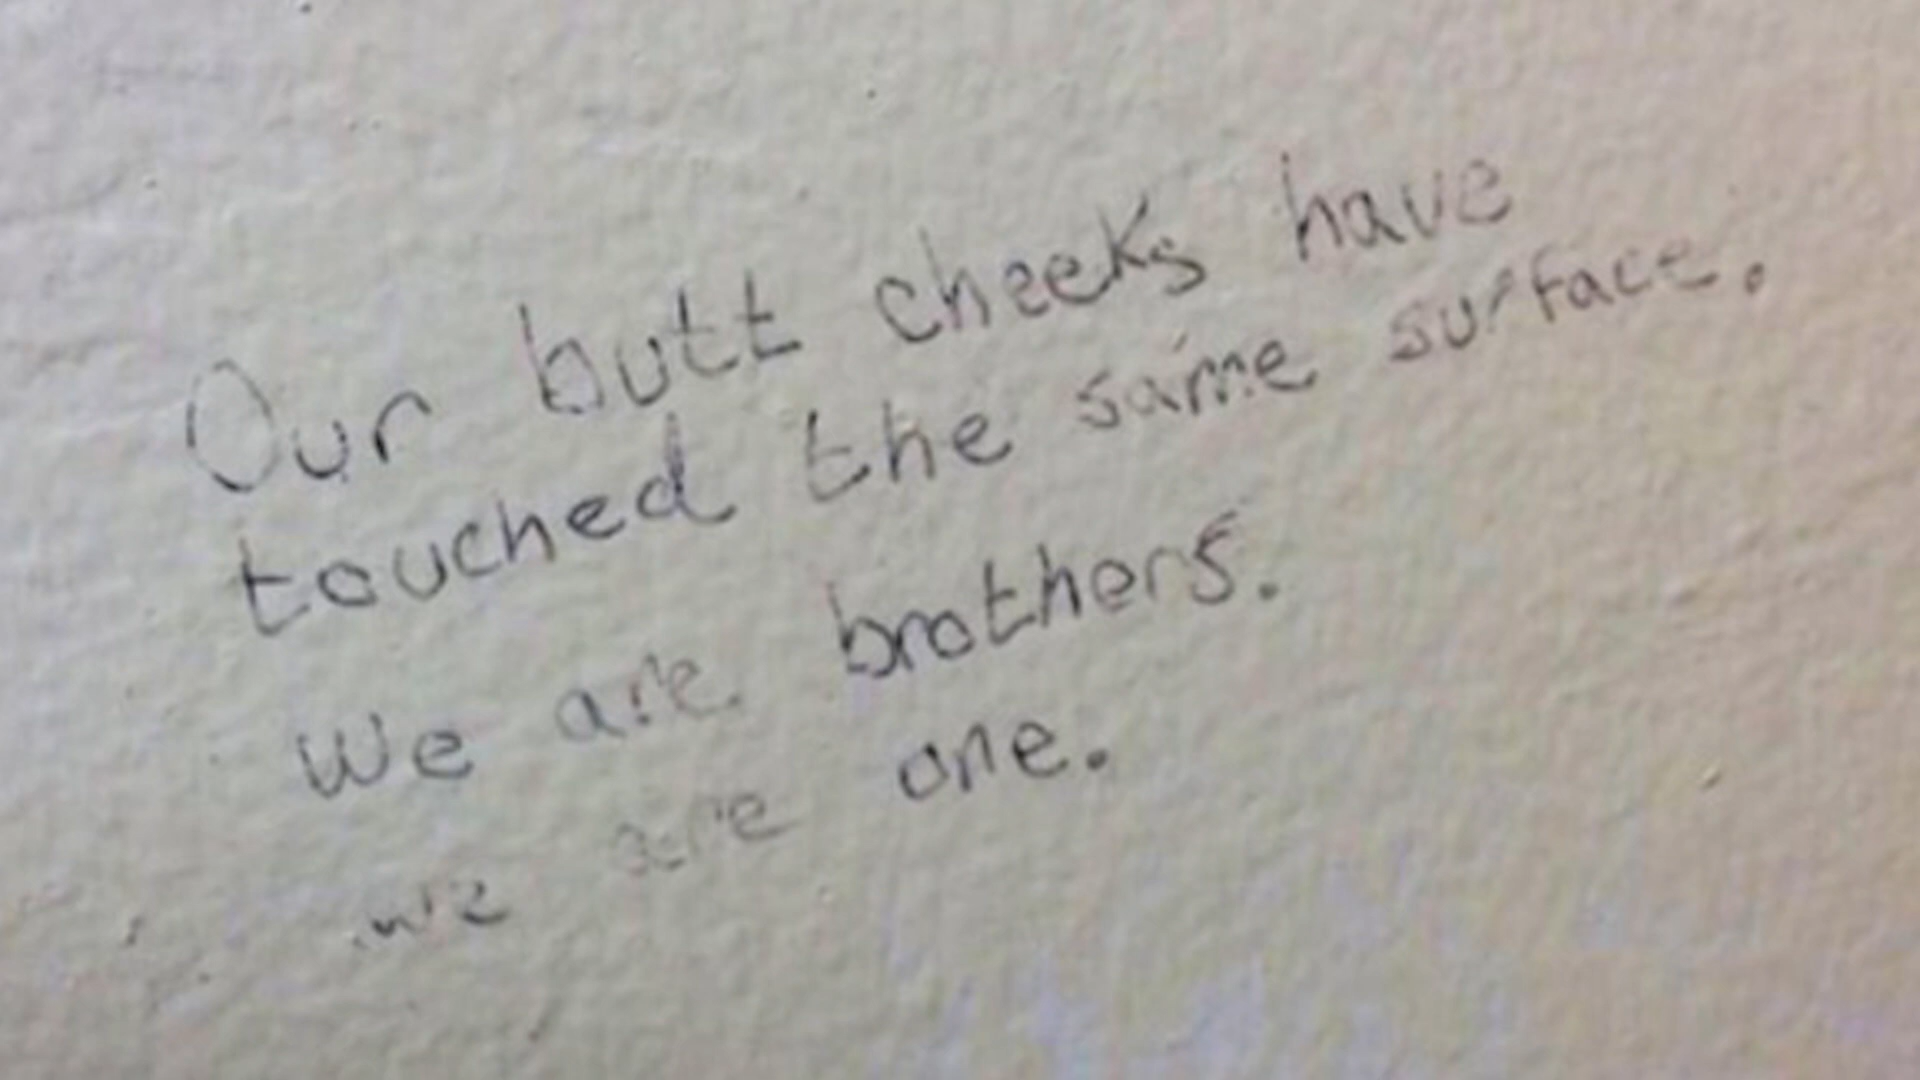 Our butt cheeks have
touched the same surface.
We are brothers.
we are one.